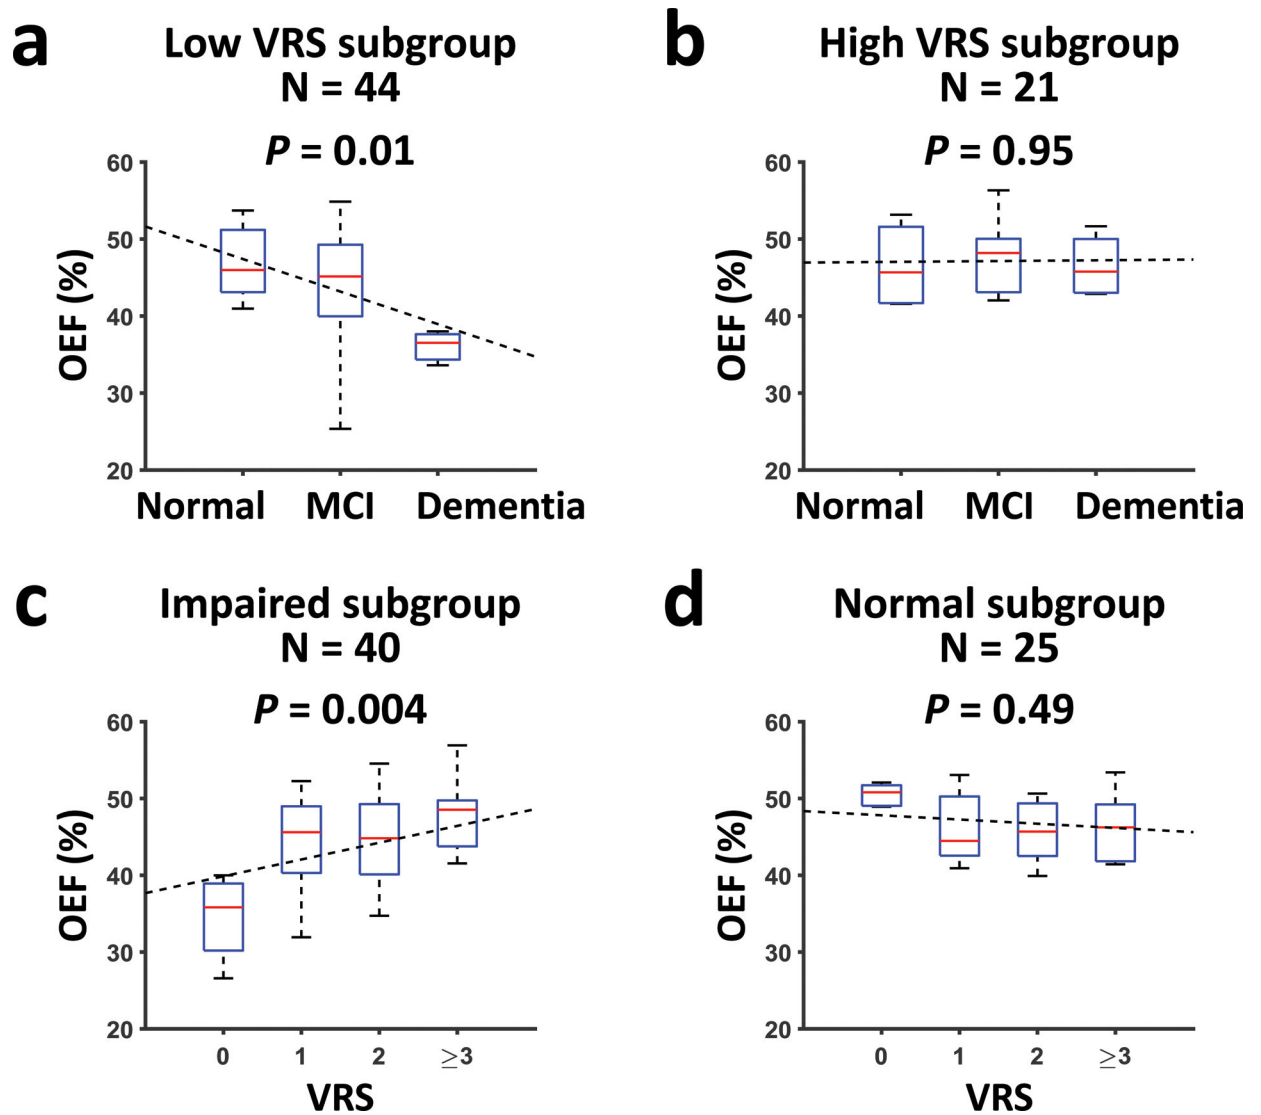 a
Low VRS subgroup
N = 44
P = 0.01
60
50
40
30
20
OEF (%)
Normal MCI Dementia
b
High VRS subgroup
N = 21
P = 0.95
60
50
40
30
20
OEF (%)
Normal MCI Dementia
c
Impaired subgroup
N = 40
P = 0.004
60
50
40
30
20
OEF (%)
0 1 2 ≥3
VRS
d
Normal subgroup
N = 25
P = 0.49
60
50
40
30
20
OEF (%)
0 1 2 ≥3
VRS